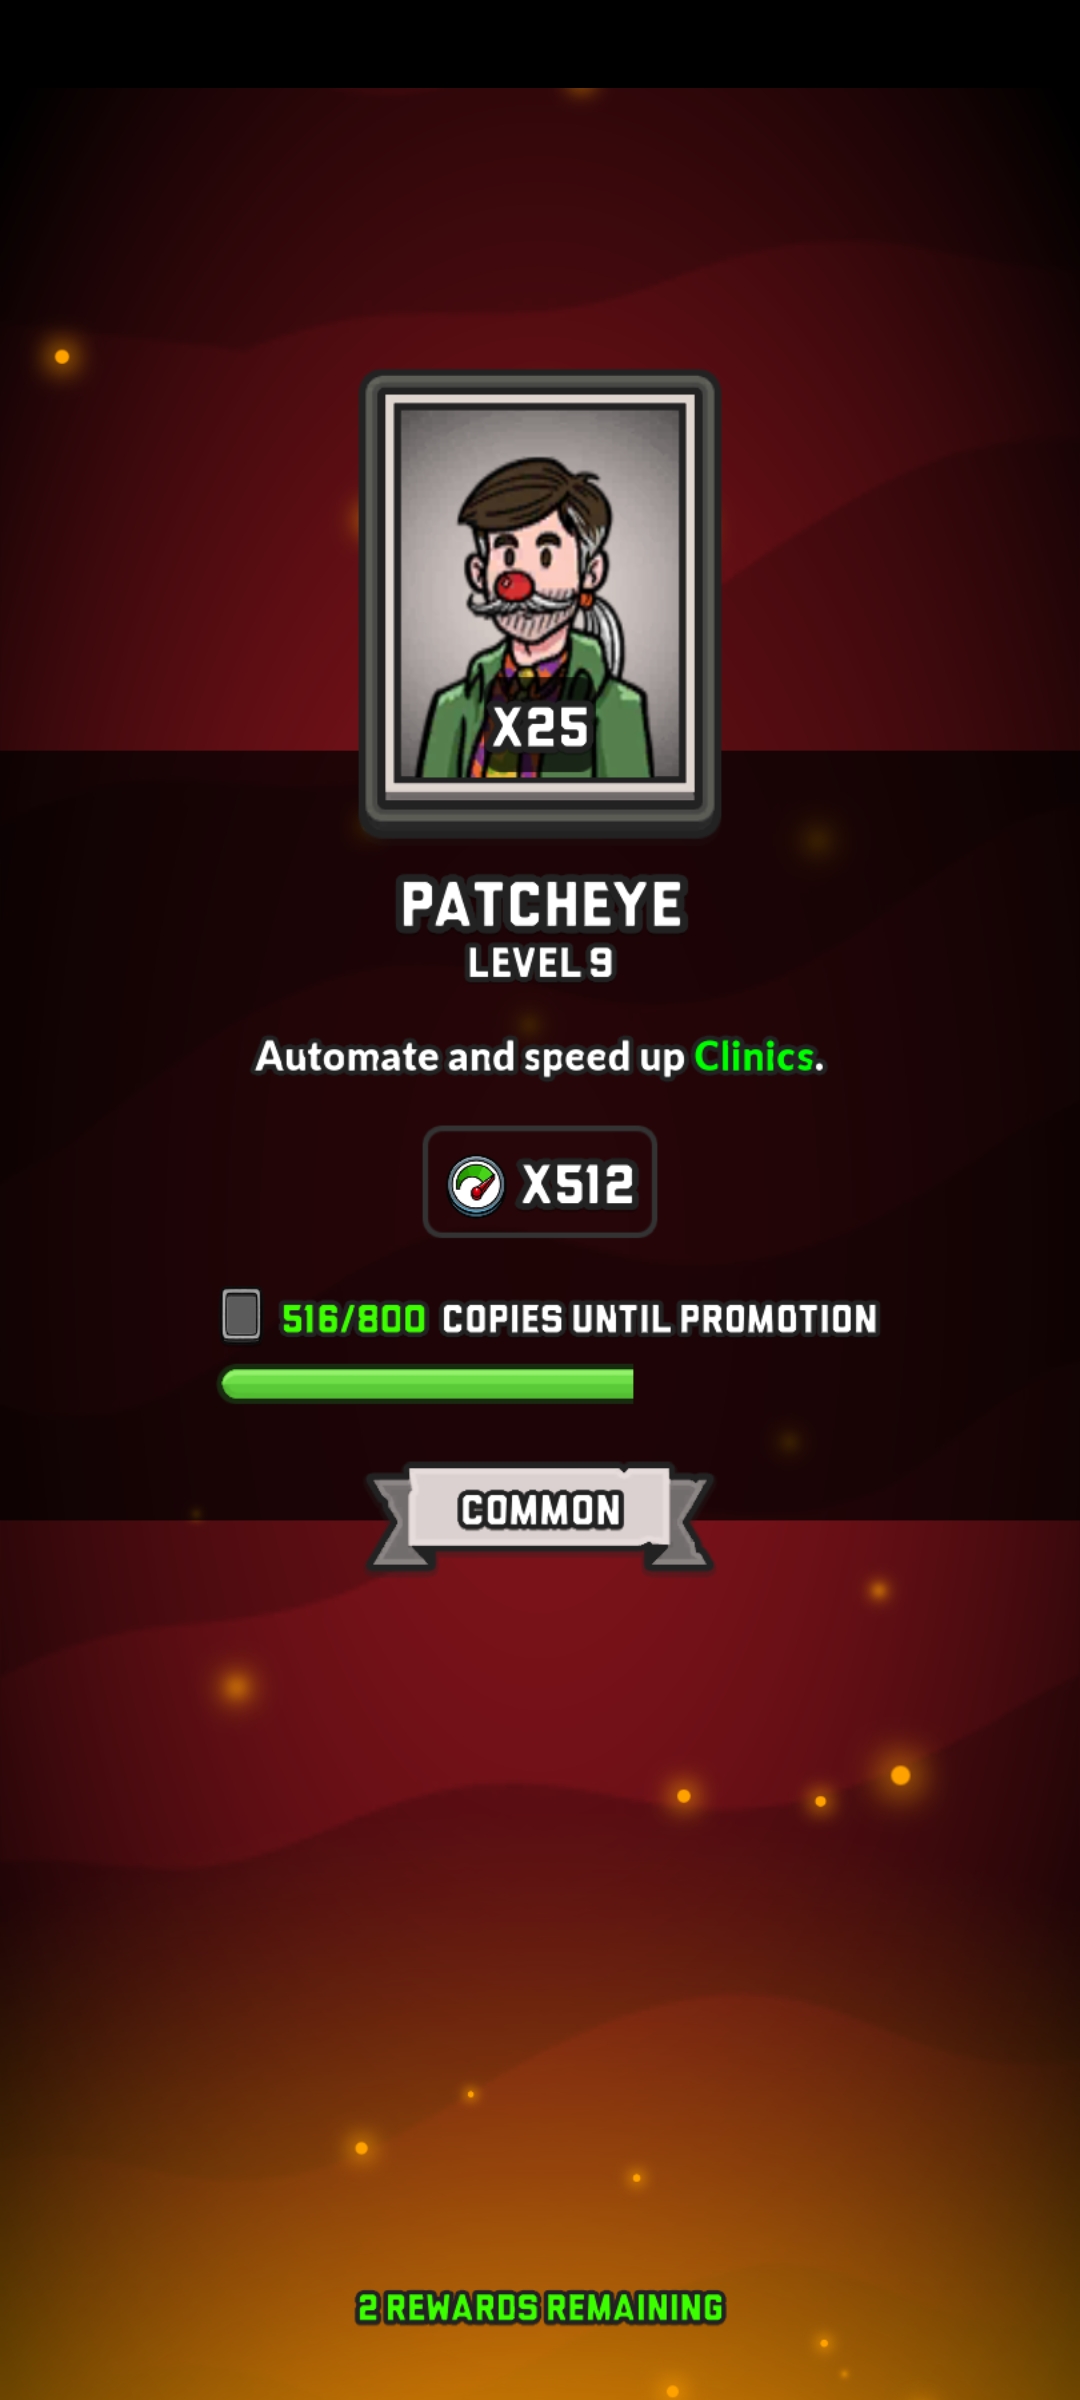 X25
PATCHEYE
LEVEL 9
Automate and speed up Clinics.
X512
516/800 COPIES UNTIL PROMOTION
COMMON
2 REWARDS REMAINING